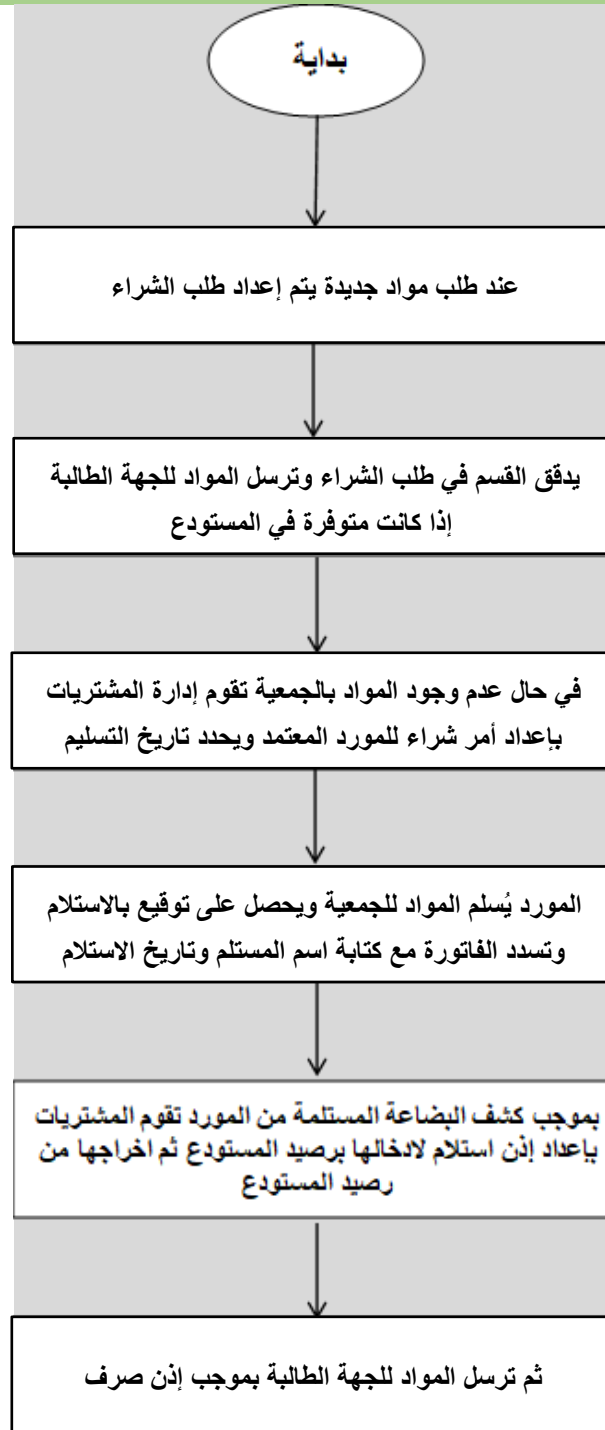 بداية
عند طلب مواد جديدة يتم إعداد طلب الشراء
يدقق القسم في طلب الشراء وترسل المواد للجهة الطالبة
إذا كانت متوفرة في المستودع
في حال عدم وجود المواد بالجمعية تقوم إدارة المشتريات
بإعداد أمر شراء للمورد المعتمد ويحدد تاريخ التسليم
المورد يُسلم المواد للجمعية ويحصل على توقيع بالاستلام
وتسدد الفاتورة مع كتابة اسم المستلم وتاريخ الاستلام
بموجب كشف البضاعة المستلمة من المورد تقوم المشتريات
بإعداد إذن استلام لادخالها برصيد المستودع ثم اخراجها من
رصيد المستودع
ثم ترسل المواد للجهة الطالبة بموجب إذن صرف